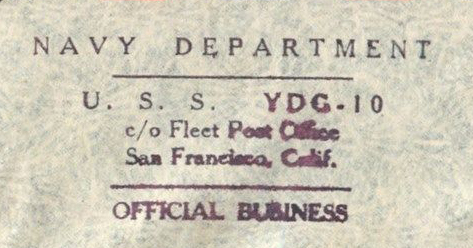 NAVY DEPARTMENT
U. S. S. YDG-10
c/o Fleet Post Office
San Francisco, Calif.
OFFICIAL BUSINESS